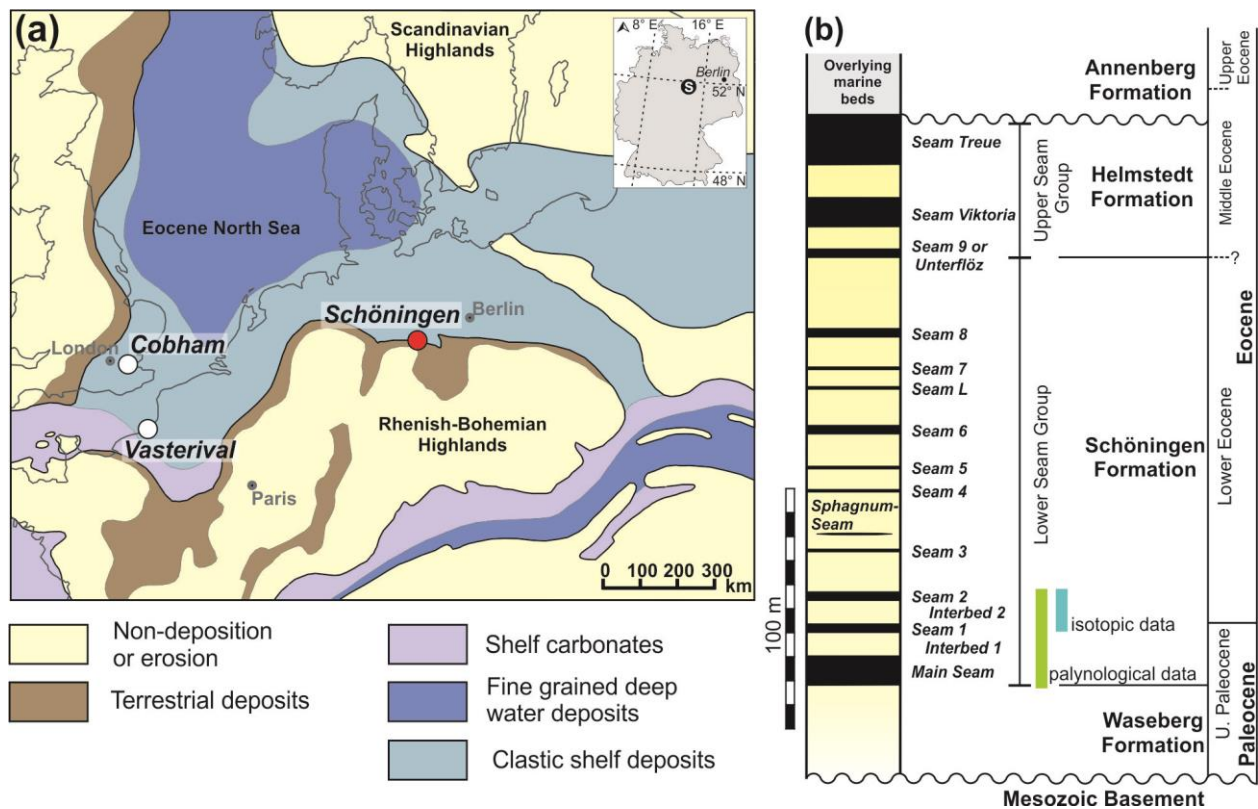 (a)
Scandinavian
Highlands
8° E
16° E
Berlin
52° N
S
48° N
Eocene North Sea
Schöningen
Berlin
Cobham
London
Rhenish-Bohemian
Highlands
Vasterival
Paris
0 100 200 300
km
Non-deposition
or erosion
Terrestrial deposits
Shelf carbonates
Fine grained deep
water deposits
Clastic shelf deposits
(b)
Overlying
marine
beds
Seam Treue
Seam Viktoria
Seam 9 or
Unterflöz
Seam 8
Seam 7
Seam L
Seam 6
Seam 5
Seam 4
Sphagnum-
Seam
Seam 3
Seam 2
Interbed 2
Seam 1
Interbed 1
Main Seam
100 m
Upper Seam
Group
Lower Seam Group
isotopic data
palynological data
Annenberg
Formation
Helmstedt
Formation
Schöningen
Formation
Waseberg
Formation
Upper
Eocene
Middle Eocene
?
Lower Eocene
U. Paleocene
Eocene
Paleocene
Mesozoic Basement